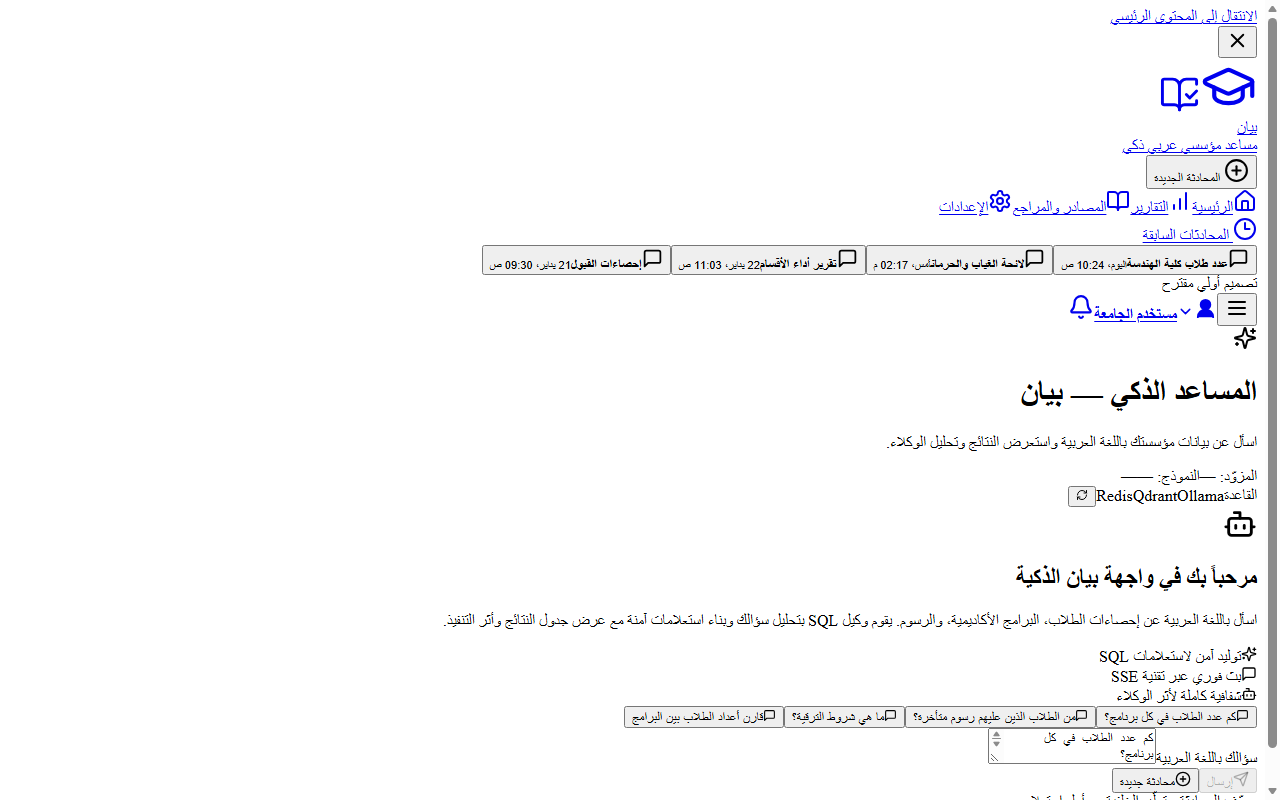 الانتقال إلى المحتوى الرئيسي
بيان
مساعد مؤسسي عربي ذكي
المحادثة الجديدة
الرئيسية التقارير المصادر والمراجع الإعدادات
المحادثات السابقة
عدد طلاب كلية الهندسة اليوم، 10:24 ص لائحة الغياب والحرمان أمس، 02:17 م تقرير أداء الأقسام 22 يناير، 11:03 ص إحصاءات القبول 21 يناير، 09:30 ص
تصميم أولي مقترح
مستخدم الجامعة
المساعد الذكي — بيان
اسأل عن بيانات مؤسستك باللغة العربية واستعرض النتائج وتحليل الوكلاء.
المزوّد: —النموذج: ——
القاعدةRedisQdrantOllama
مرحباً بك في واجهة بيان الذكية
اسأل باللغة العربية عن إحصاءات الطلاب، البرامج الأكاديمية، والرسوم. يقوم وكيل SQL بتحليل سؤالك وبناء استعلامات آمنة مع عرض جدول النتائج وأثر التنفيذ.
توليد آمن لاستعلامات SQL
بث فوري عبر تقنية SSE
شفافية كاملة لأثر الوكلاء
كم عدد الطلاب في كل برنامج؟ من الطلاب الذين عليهم رسوم متأخرة؟ ما هي شروط الترقية؟ قارن أعداد الطلاب بين البرامج
كم عدد الطلاب في كل
برنامج؟
سؤالك باللغة العربية
إرسال محادثة جديدة